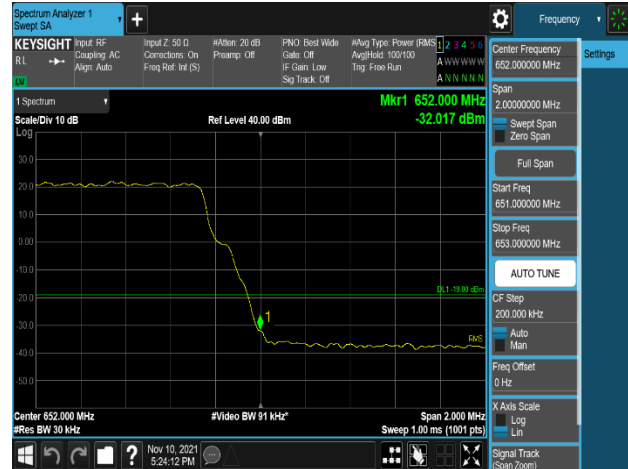 Spectrum Analyzer 1
Swept SA
Frequency
KEYSIGHT Input: RF Input Z: 50 Ω #Atten: 20 dB PNO: Best Wide #Avg Type: Power (RMS 1 2 3 4 5 6
RL Coupling: AC Corrections: On Preamp: Off Gate: Off Avg|Hold: 100/100 A W W W W W
Align: Auto Freq Ref: Int (S) IF Gain: Low Trig: Free Run
Sig Track: Off A N N N N N
1 Spectrum
Mkr1 652.000 MHz
Scale/Div 10 dB Ref Level 40.00 dBm -32.017 dBm
Log
30.0
20.0
10.0
0.00
-10.0
DL1 -19.00 dBm
-20.0
1
-30.0
RMS
-40.0
-50.0
Center 652.000 MHz #Video BW 91 kHz* Span 2.000 MHz
#Res BW 30 kHz Sweep 1.00 ms (1001 pts)
Nov 10, 2021
5:24:12 PM
Center Frequency
652.000000 MHz
Settings
Span
2.00000000 MHz
Swept Span
Zero Span
Full Span
Start Freq
651.000000 MHz
Stop Freq
653.000000 MHz
AUTO TUNE
CF Step
200.000 kHz
Auto
Man
Freq Offset
0 Hz
X Axis Scale
Log
Lin
Signal Track
(Span Zoom)